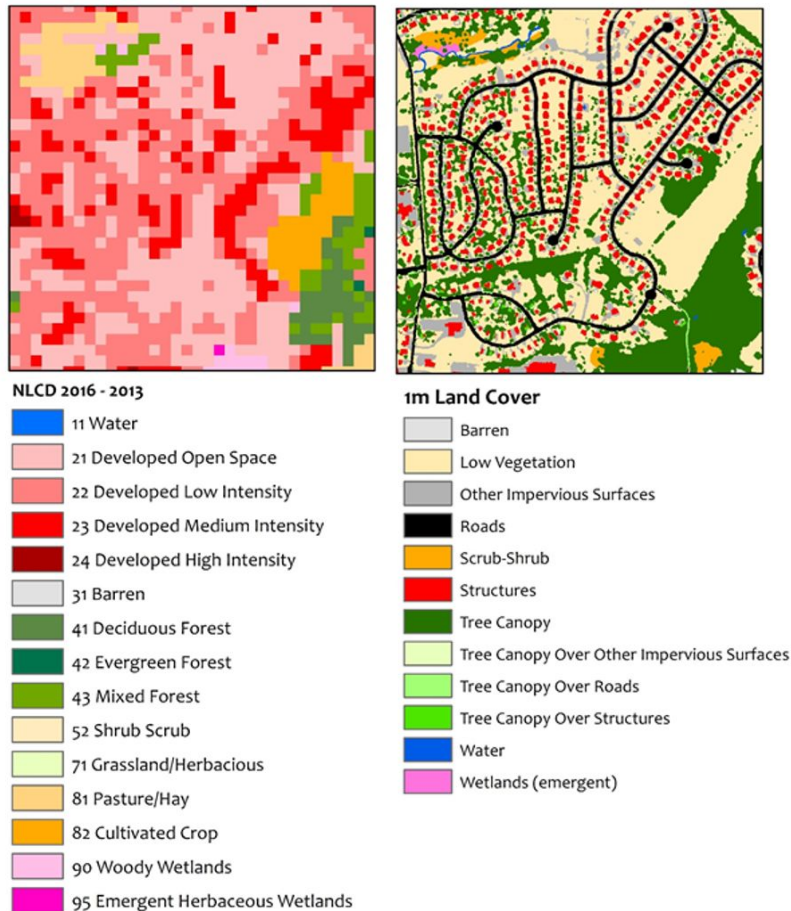 NLCD 2016 - 2013
11 Water
21 Developed Open Space
22 Developed Low Intensity
23 Developed Medium Intensity
24 Developed High Intensity
31 Barren
41 Deciduous Forest
42 Evergreen Forest
43 Mixed Forest
52 Shrub Scrub
71 Grassland/Herbacious
81 Pasture/Hay
82 Cultivated Crop
90 Woody Wetlands
95 Emergent Herbaceous Wetlands
1m Land Cover
Barren
Low Vegetation
Other Impervious Surfaces
Roads
Scrub-Shrub
Structures
Tree Canopy
Tree Canopy Over Other Impervious Surfaces
Tree Canopy Over Roads
Tree Canopy Over Structures
Water
Wetlands (emergent)